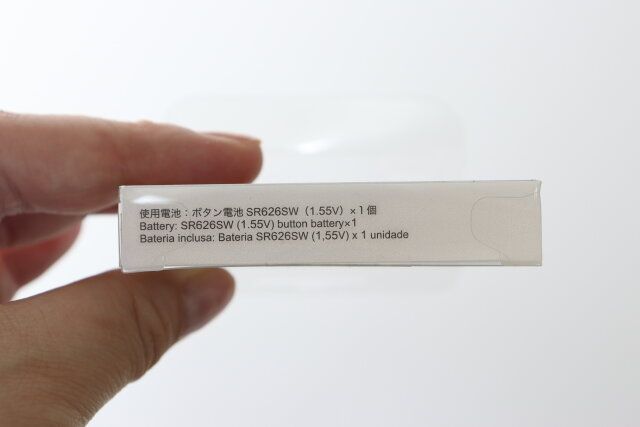 使用電池：ボタン電池 SR626SW（1.55V）×1個
Battery: SR626SW (1.55V) button battery×1
Bateria inclusa: Bateria SR626SW (1,55V) x 1 unidade